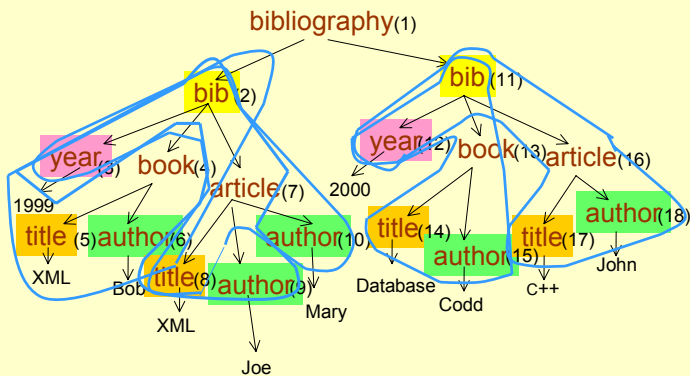 bibliography(1)
bib(2)
bib(11)
year(3)
book(4)
article(7)
1999
title(5)
author(6)
title(8)
author(9)
author(10)
XML
Bob
XML
Joe
Mary
year(12)
book(13)
article(16)
2000
title(14)
author(15)
title(17)
author(18)
Database
Codd
C++
John